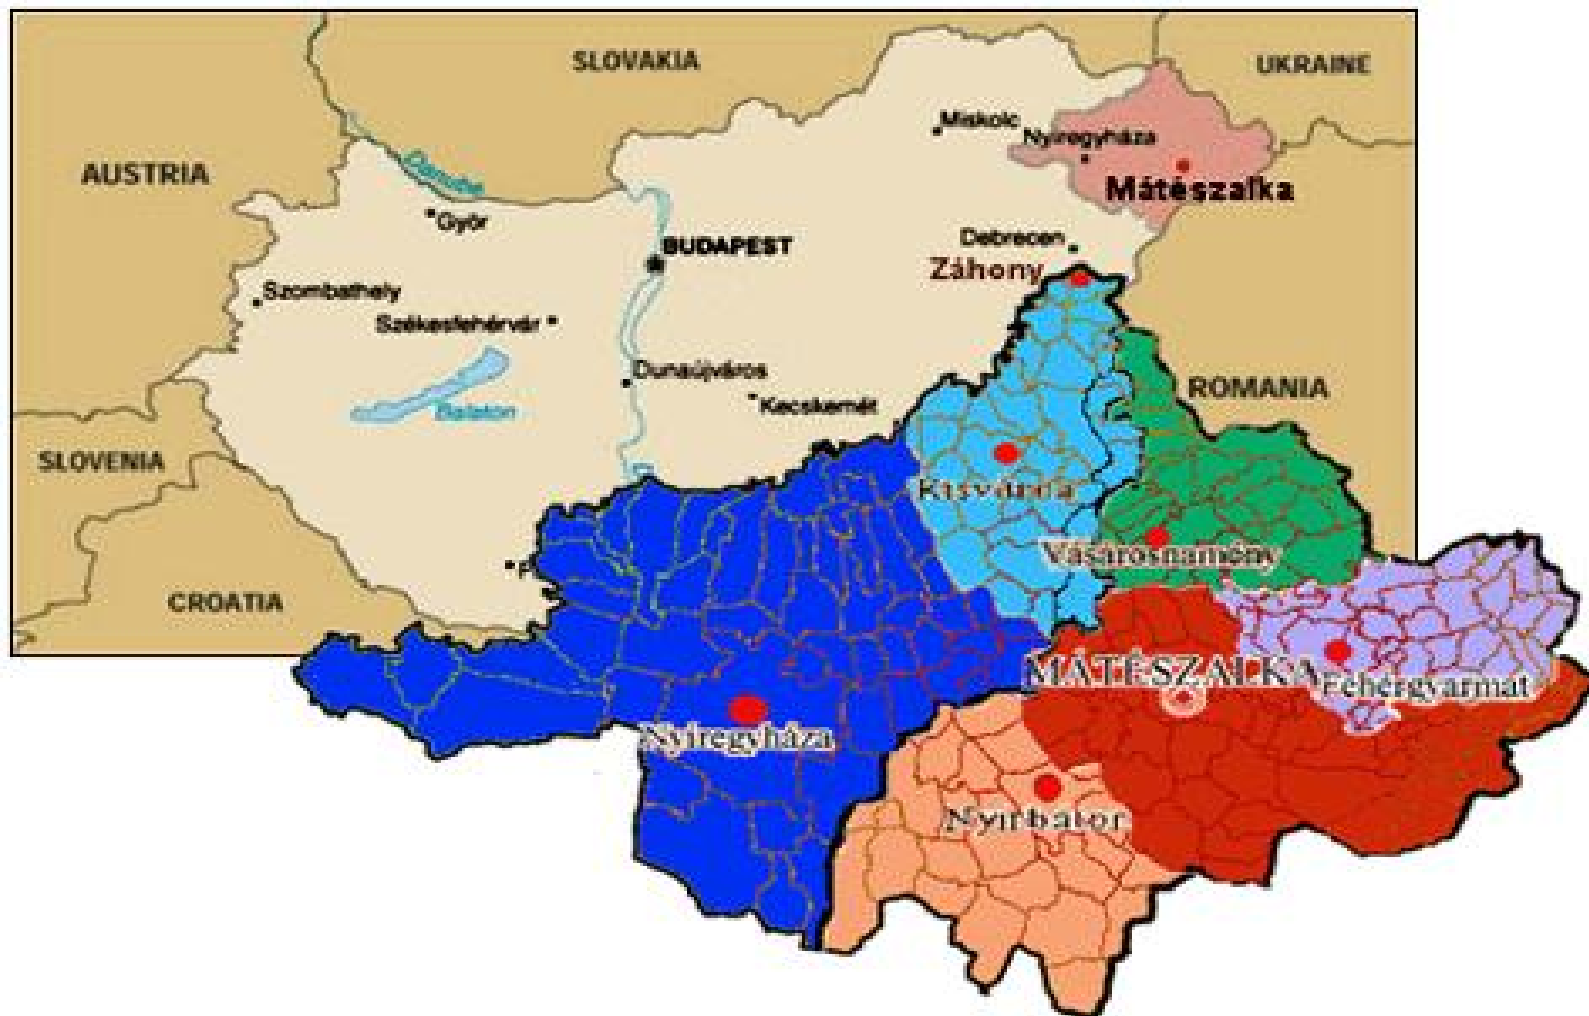 SLOVAKIA
UKRAINE
Miskolc
Nyíregyháza
AUSTRIA
Danube
Mátészalka
Győr
BUDAPEST
Debrecen
Záhony
Szombathely
Székesfehérvár
Dunaújváros
ROMANIA
Kecskemét
Balaton
SLOVENIA
Kisvárda
Vásárosnamény
CROATIA
MÁTÉSZALKA
Fehérgyarmat
Nyíregyháza
Nyírbátor